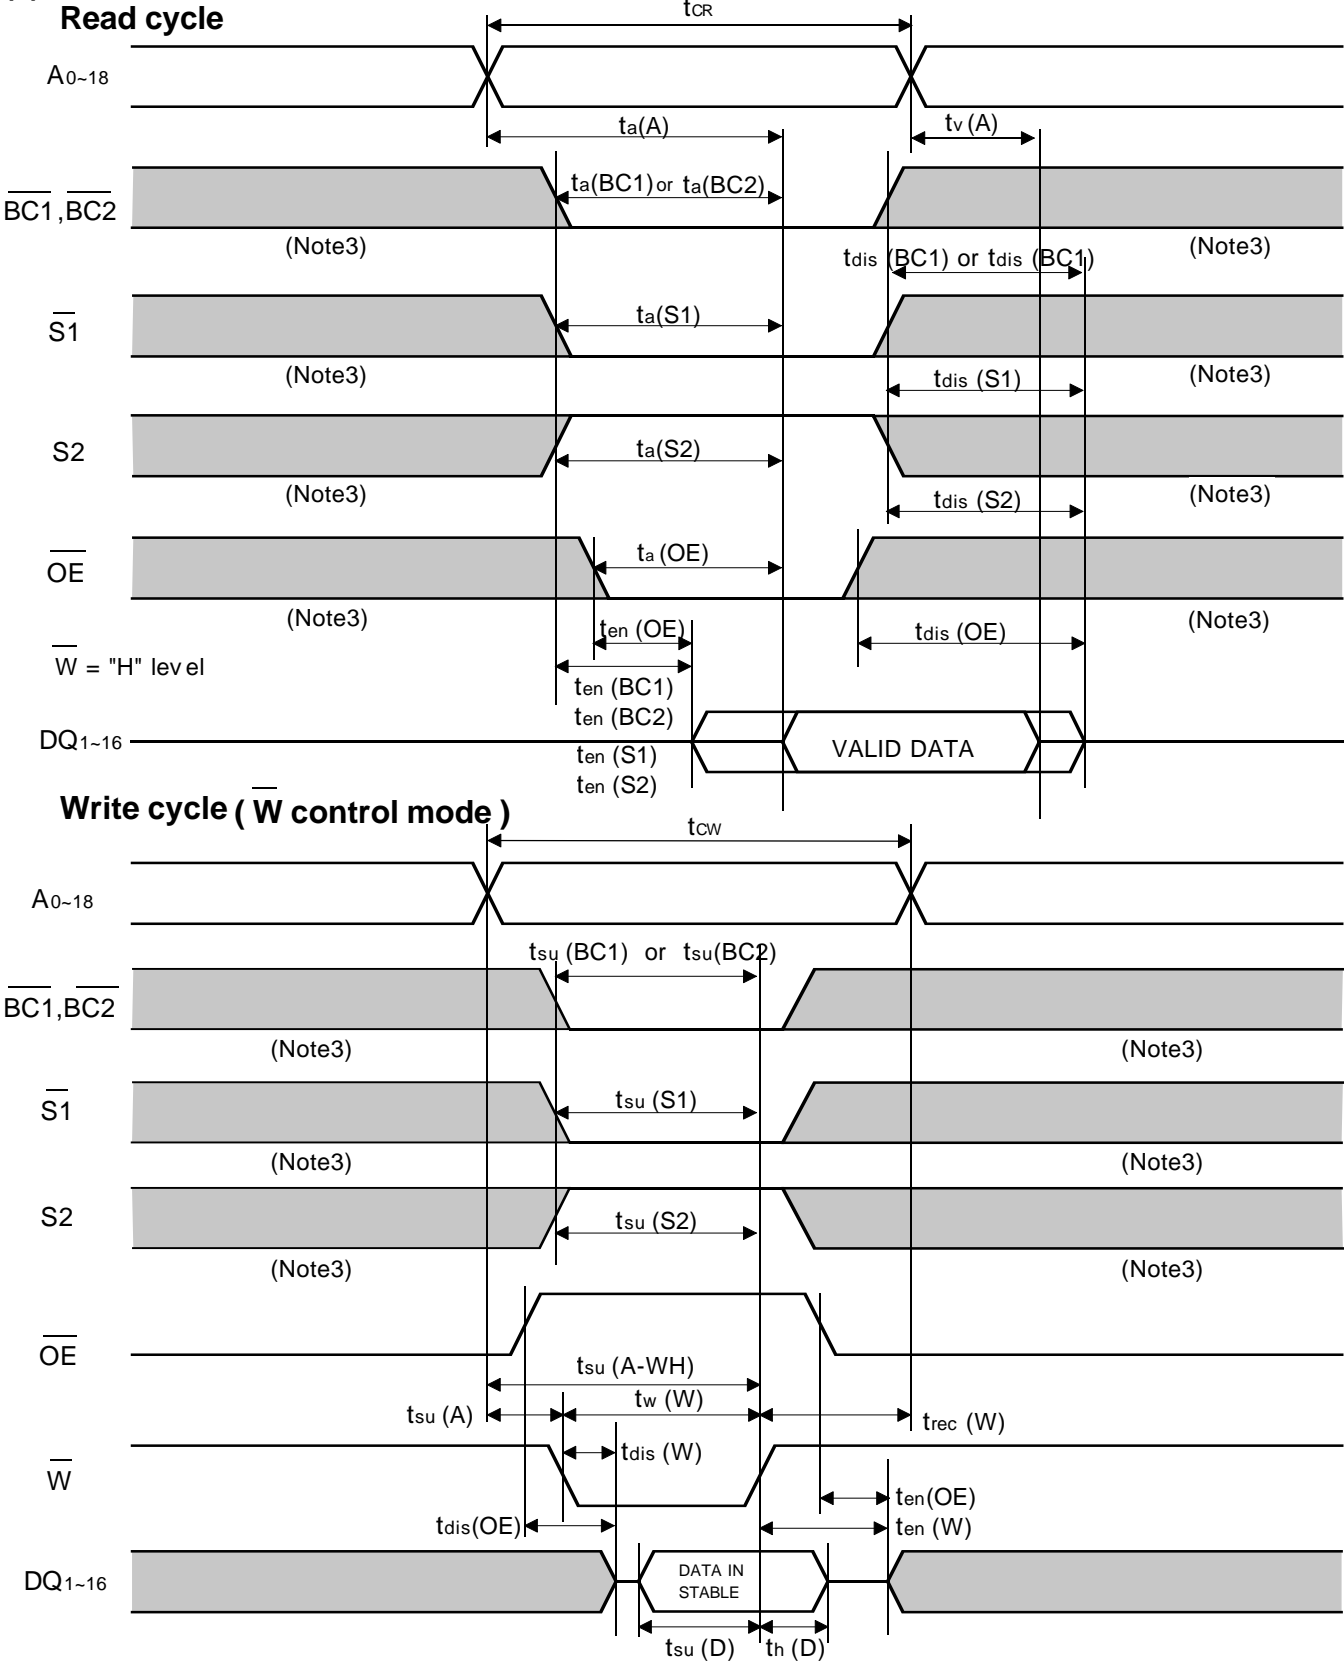 Read cycle
tCR
A0~18
ta(A)
tv (A)
BC1,BC2
ta(BC1) or ta(BC2)
(Note3)
(Note3)
tdis (BC1) or tdis (BC1)
S1
ta(S1)
(Note3)
(Note3)
tdis (S1)
S2
ta(S2)
(Note3)
(Note3)
tdis (S2)
OE
ta (OE)
(Note3)
(Note3)
ten (OE)
tdis (OE)
W = "H" level
ten (BC1)
ten (BC2)
DQ1~16
VALID DATA
ten (S1)
ten (S2)
Write cycle ( W control mode )
tCW
A0~18
tsu (BC1) or tsu(BC2)
BC1,BC2
(Note3)
(Note3)
S1
tsu (S1)
(Note3)
(Note3)
S2
tsu (S2)
(Note3)
(Note3)
OE
tsu (A-WH)
tsu (A)
tw (W)
trec (W)
W
tdis (W)
ten(OE)
tdis(OE)
ten (W)
DQ1~16
DATA IN
STABLE
tsu (D)
th (D)